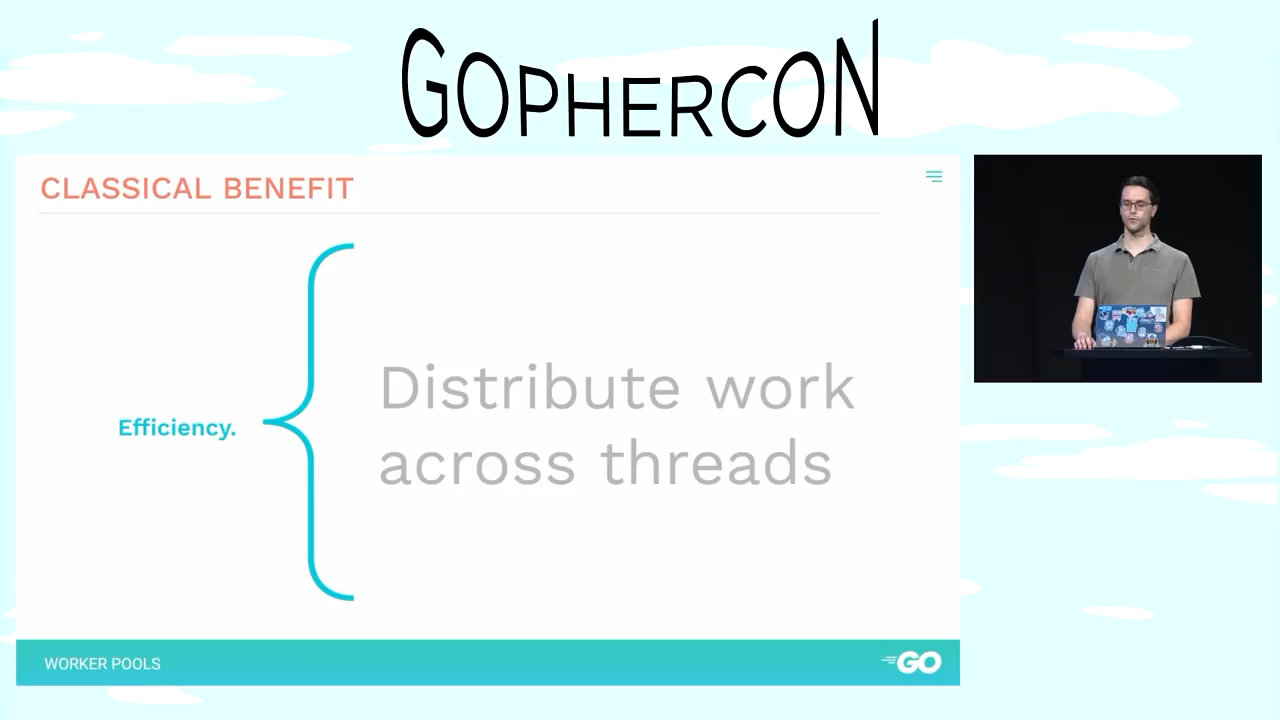 GOPHERCON
CLASSICAL BENEFIT
Efficiency.
Distribute work
across threads
WORKER POOLS
GO